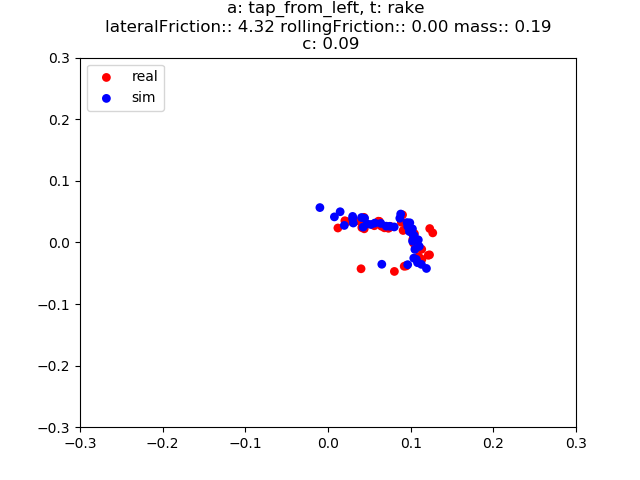 a: tap_from_left, t: rake
lateralFriction:: 4.32 rollingFriction:: 0.00 mass:: 0.19
c: 0.09
real
sim
0.3
0.2
0.1
0.0
−0.1
−0.2
−0.3
−0.3
−0.2
−0.1
0.0
0.1
0.2
0.3